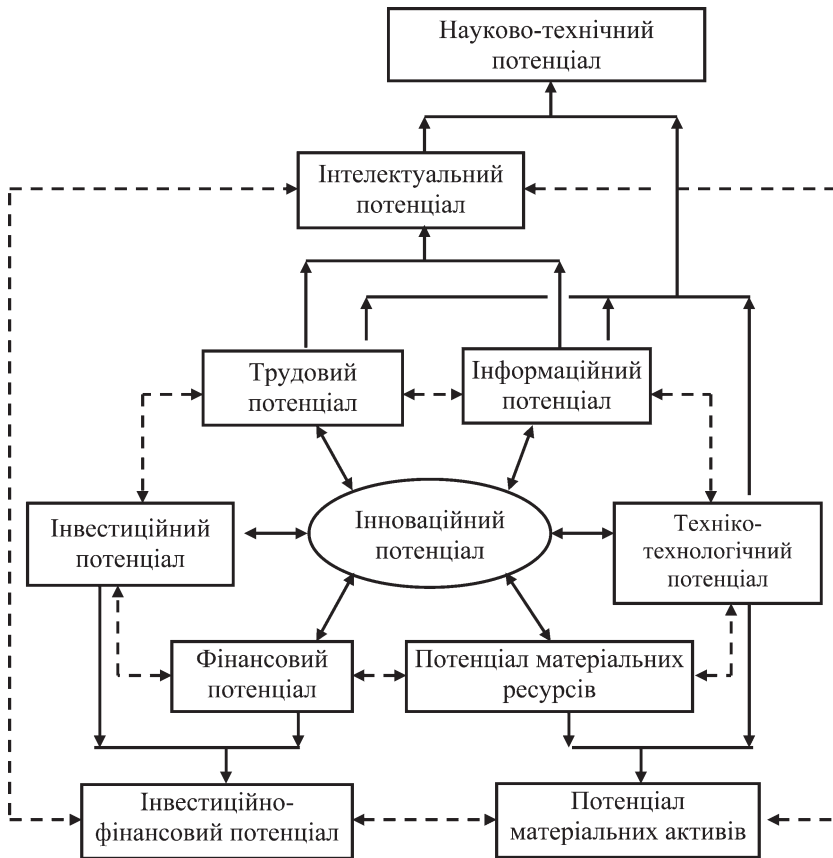 Науково-технічний
потенціал
Інтелектуальний
потенціал
Трудовий
потенціал
Інформаційний
потенціал
Інвестиційний
потенціал
Інноваційний
потенціал
Техніко-
технологічний
потенціал
Фінансовий
потенціал
Потенціал матеріальних
ресурсів
Інвестиційно-
фінансовий потенціал
Потенціал
матеріальних активів